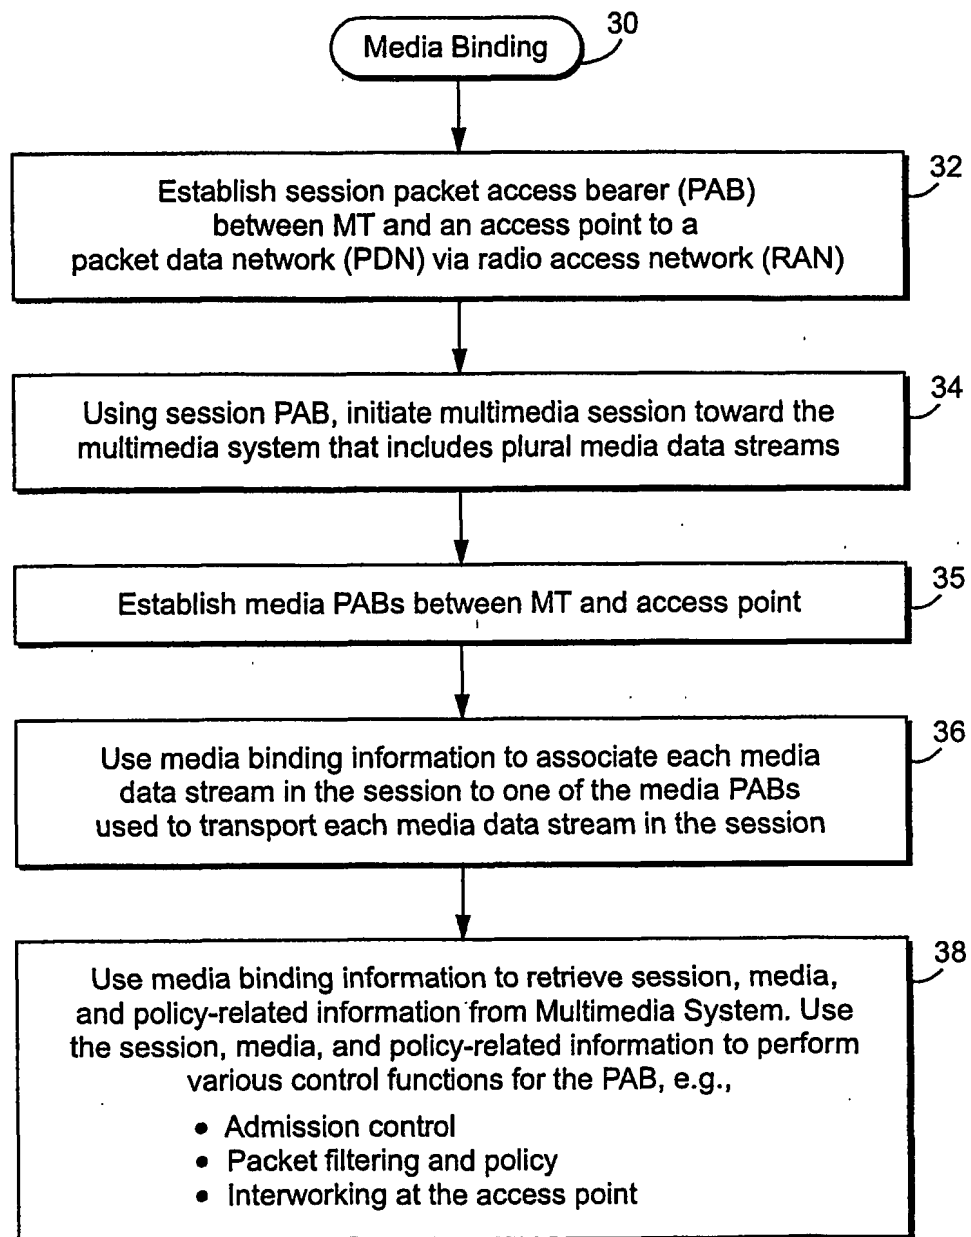 Media Binding
30
32
Establish session packet access bearer (PAB)
between MT and an access point to a
packet data network (PDN) via radio access network (RAN)
34
Using session PAB, initiate multimedia session toward the
multimedia system that includes plural media data streams
35
Establish media PABs between MT and access point
36
Use media binding information to associate each media
data stream in the session to one of the media PABs
used to transport each media data stream in the session
38
Use media binding information to retrieve session, media,
and policy-related information from Multimedia System. Use
the session, media, and policy-related information to perform
various control functions for the PAB, e.g.,
• Admission control
• Packet filtering and policy
• Interworking at the access point